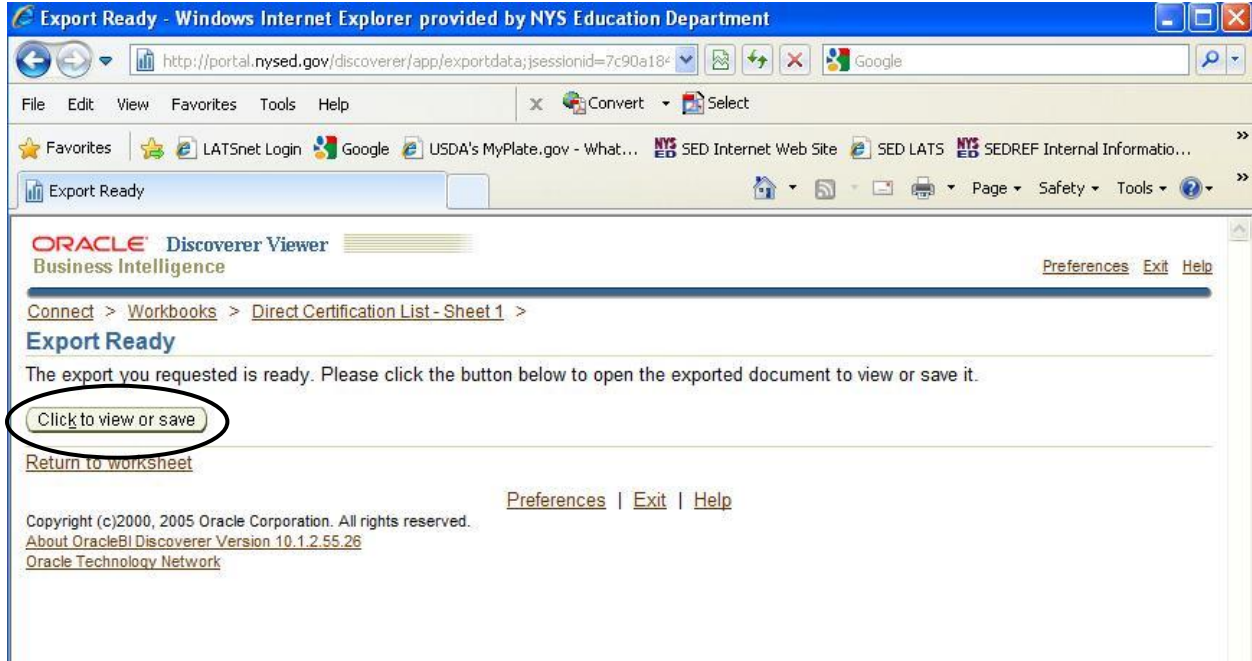 Export Ready - Windows Internet Explorer provided by NYS Education Department
http://portal.nysed.gov/discoverer/app/exportdata;jsessionid=7c90a184
Google
File Edit View Favorites Tools Help
x Convert Select
Favorites LATSnet Login Google USDA's MyPlate.gov - What... NYS ED SED Internet Web Site SED LATS NYS ED SEDREF Internal Informatio... »
Export Ready
Page Safety Tools »
ORACLE Discoverer Viewer
Business Intelligence
Preferences Exit Help
Connect > Workbooks > Direct Certification List - Sheet 1 >
Export Ready
The export you requested is ready. Please click the button below to open the exported document to view or save it.
Click to view or save
Return to worksheet
Preferences | Exit | Help
Copyright (c)2000, 2005 Oracle Corporation. All rights reserved.
About OracleBI Discoverer Version 10.1.2.55.26
Oracle Technology Network